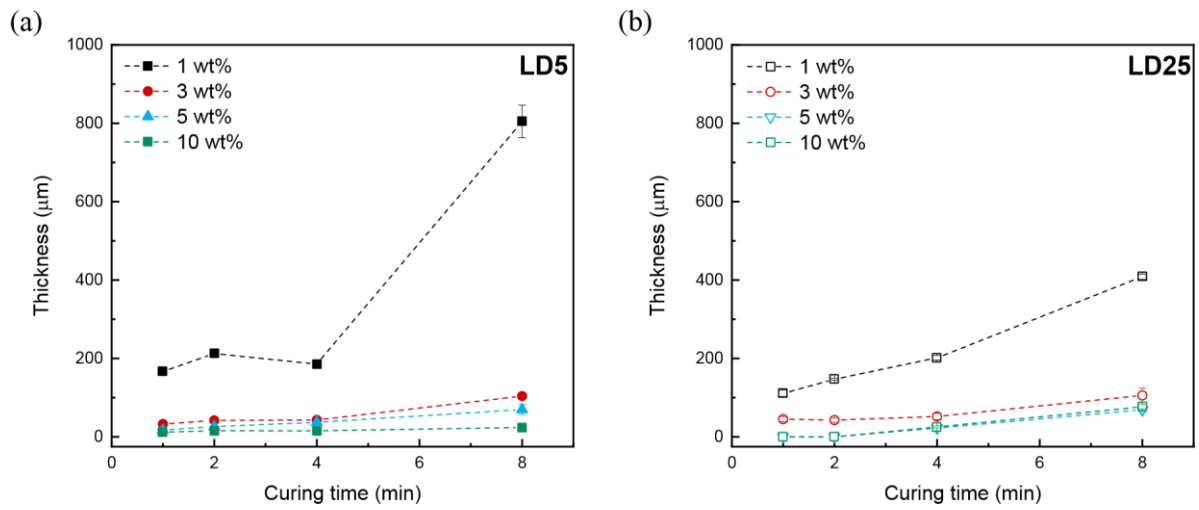 (a)
LD5
1 wt%
3 wt%
5 wt%
10 wt%
1000
800
600
400
200
0
Thickness (μm)
0 2 4 6 8
Curing time (min)
(b)
LD25
1 wt%
3 wt%
5 wt%
10 wt%
1000
800
600
400
200
0
Thickness (μm)
0 2 4 6 8
Curing time (min)